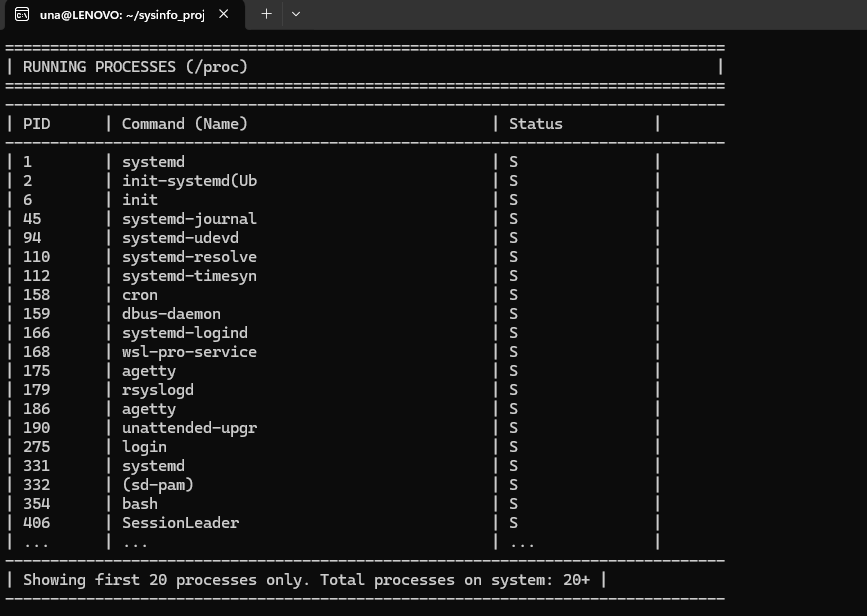 una@LENOVO: ~/sysinfo_proj
================================================================================
| RUNNING PROCESSES (/proc)                                                    |
================================================================================
--------------------------------------------------------------------------------
| PID      | Command (Name)                           | Status          |
--------------------------------------------------------------------------------
| 1        | systemd                                  | S               |
| 2        | init-systemd(Ub                          | S               |
| 6        | init                                     | S               |
| 45       | systemd-journal                          | S               |
| 94       | systemd-udevd                            | S               |
| 110      | systemd-resolve                          | S               |
| 112      | systemd-timesyn                          | S               |
| 158      | cron                                     | S               |
| 159      | dbus-daemon                              | S               |
| 166      | systemd-logind                           | S               |
| 168      | wsl-pro-service                          | S               |
| 175      | agetty                                   | S               |
| 179      | rsyslogd                                 | S               |
| 186      | agetty                                   | S               |
| 190      | unattended-upgr                          | S               |
| 275      | login                                    | S               |
| 331      | systemd                                  | S               |
| 332      | (sd-pam)                                 | S               |
| 354      | bash                                     | S               |
| 406      | SessionLeader                            | S               |
| ...      | ...                                      | ...             |
--------------------------------------------------------------------------------
| Showing first 20 processes only. Total processes on system: 20+ |
--------------------------------------------------------------------------------